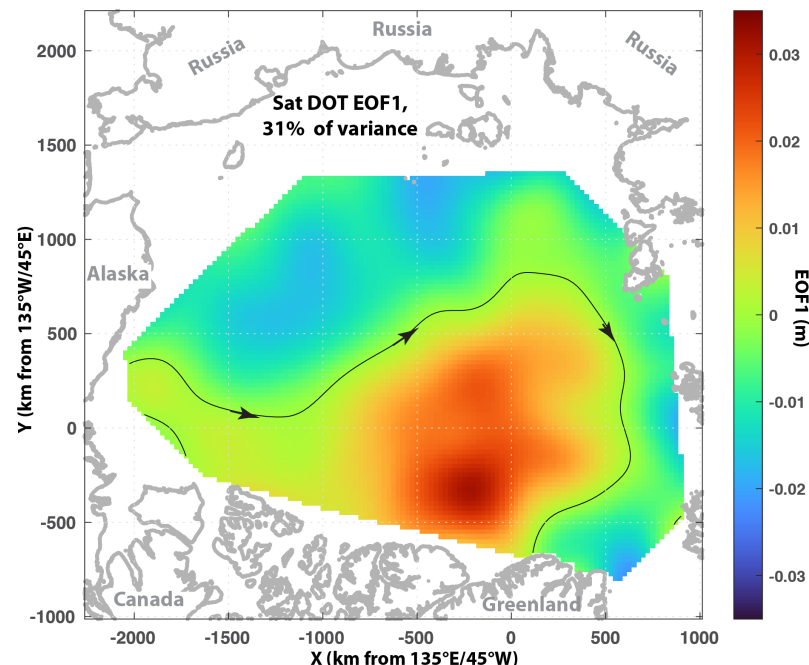 Russia
Russia
Russia
Sat DOT EOF1,
31% of variance
Alaska
Canada
Greenland
2000
1500
1000
500
0
-500
-1000
Y (km from 135°W/45°E)
-2000
-1500
-1000
-500
0
500
1000
X (km from 135°E/45°W)
0.03
0.02
0.01
0
-0.01
-0.02
-0.03
EOF1 (m)